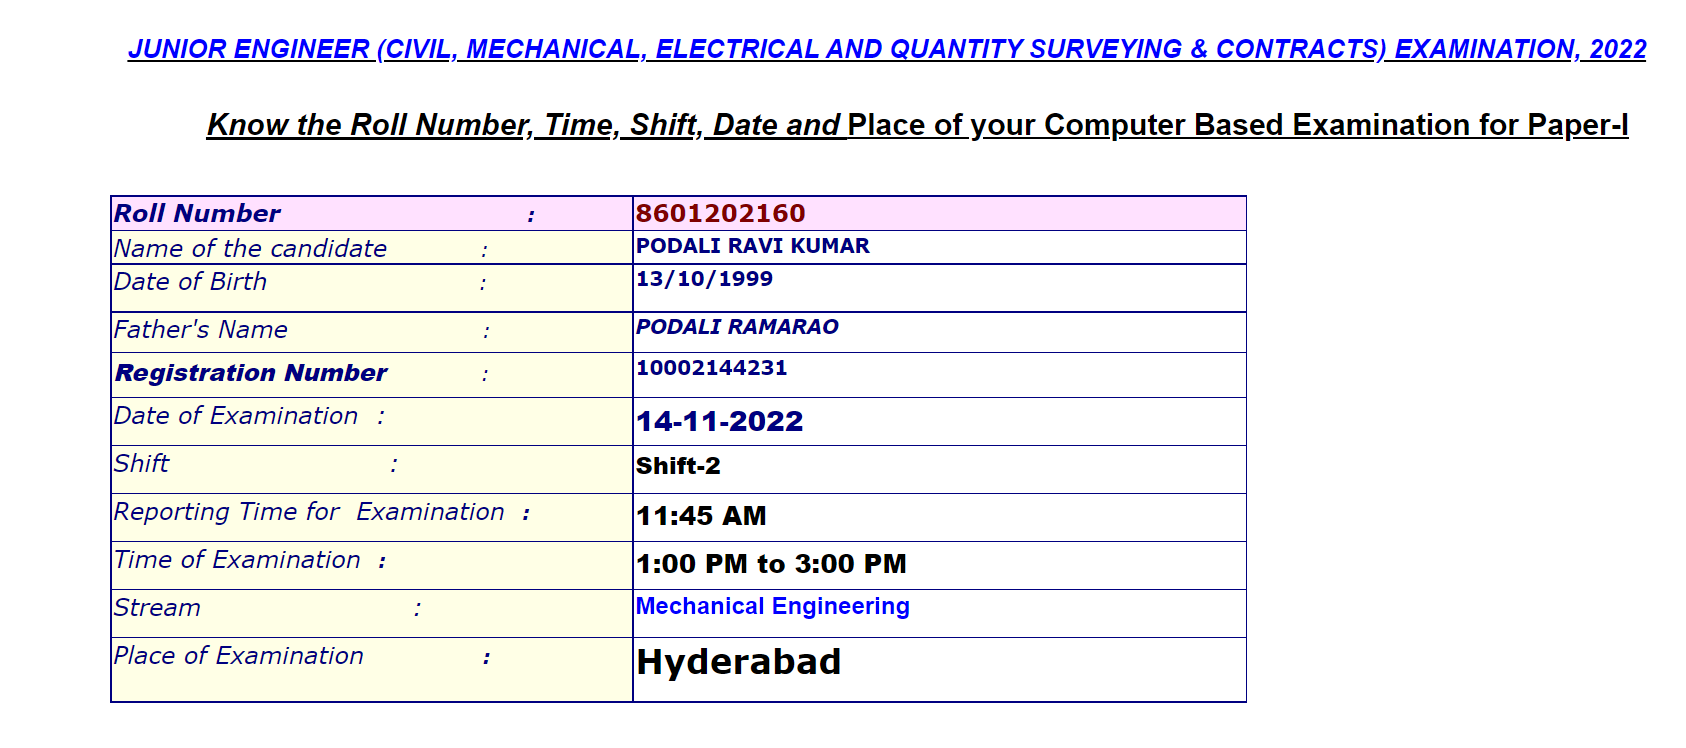 JUNIOR ENGINEER (CIVIL, MECHANICAL, ELECTRICAL AND QUANTITY SURVEYING & CONTRACTS) EXAMINATION, 2022
Know the Roll Number, Time, Shift, Date and Place of your Computer Based Examination for Paper-I
Roll Number : 8601202160
Name of the candidate : PODALI RAVI KUMAR
Date of Birth : 13/10/1999
Father's Name : PODALI RAMARAO
Registration Number : 10002144231
Date of Examination : 14-11-2022
Shift : Shift-2
Reporting Time for Examination : 11:45 AM
Time of Examination : 1:00 PM to 3:00 PM
Stream : Mechanical Engineering
Place of Examination : Hyderabad